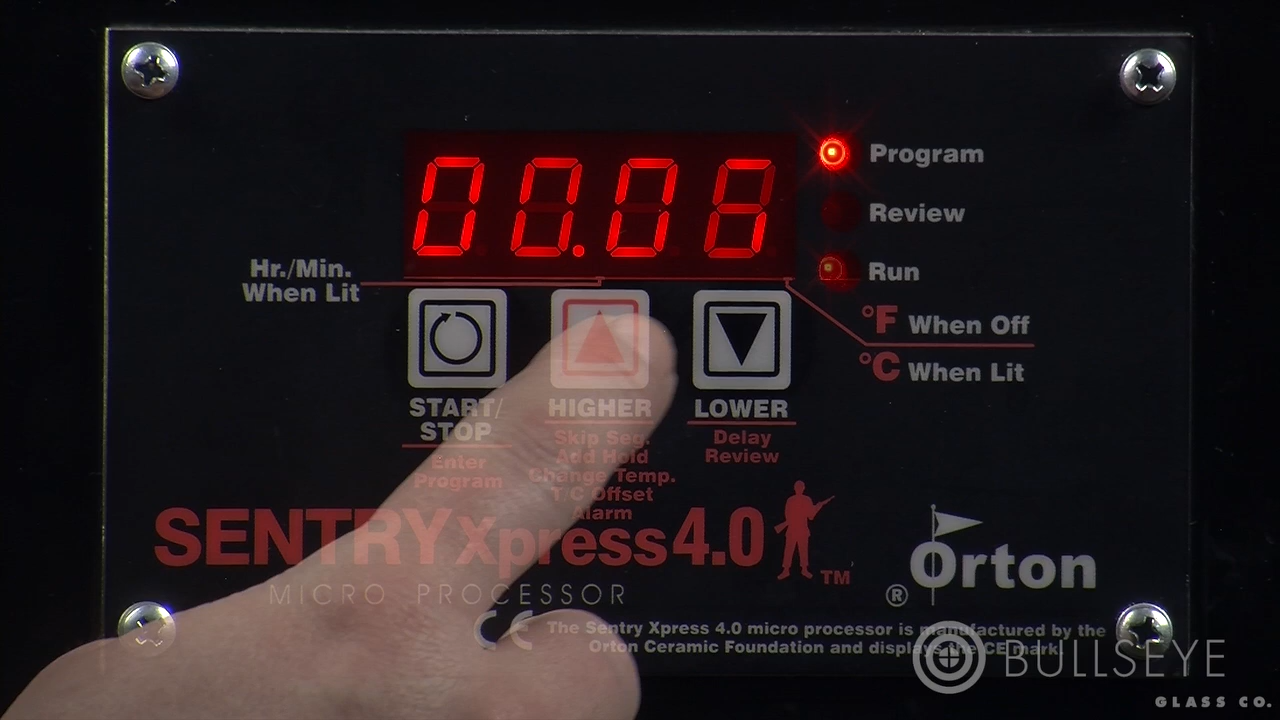 00.08
Program
Review
Run
Hr./Min.
When Lit
°F When Off
°C When Lit
START/
STOP
Enter
Program
HIGHER
Skip Seg.
Add Hold
Change Temp.
T/C Offset
Alarm
LOWER
Delay
Review
SENTRY Xpress 4.0 TM
MICRO PROCESSOR
Orton ®
CE The Sentry Xpress 4.0 micro processor is manufactured by the
Orton Ceramic Foundation and displays the CE mark.
BULLSEYE
GLASS CO.